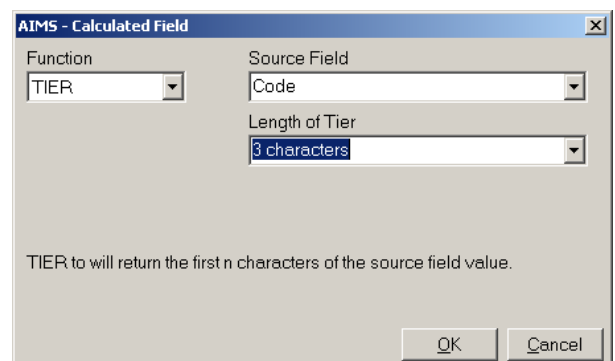 AIMS - Calculated Field
Function Source Field
TIER Code
Length of Tier
3 characters
TIER to will return the first n characters of the source field value.
OK Cancel